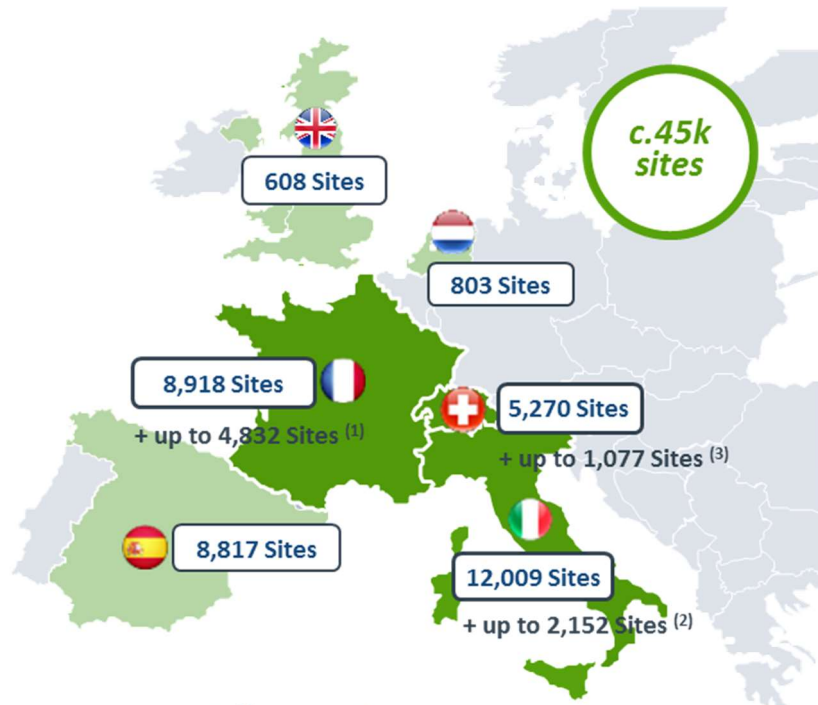 c.45k
sites
608 Sites
803 Sites
8,918 Sites
+ up to 4,832 Sites (1)
5,270 Sites
+ up to 1,077 Sites (3)
8,817 Sites
12,009 Sites
+ up to 2,152 Sites (2)